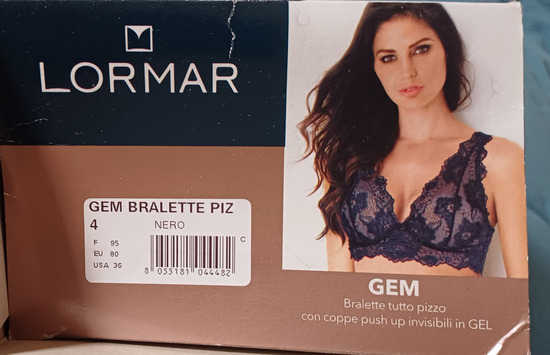 LORMAR
GEM BRALETTE PIZ
4 NERO
F 95
EU 80
USA 36
C
8 055181 044482
GEM
Bralette tutto pizzo
con coppe push up invisibili in GEL